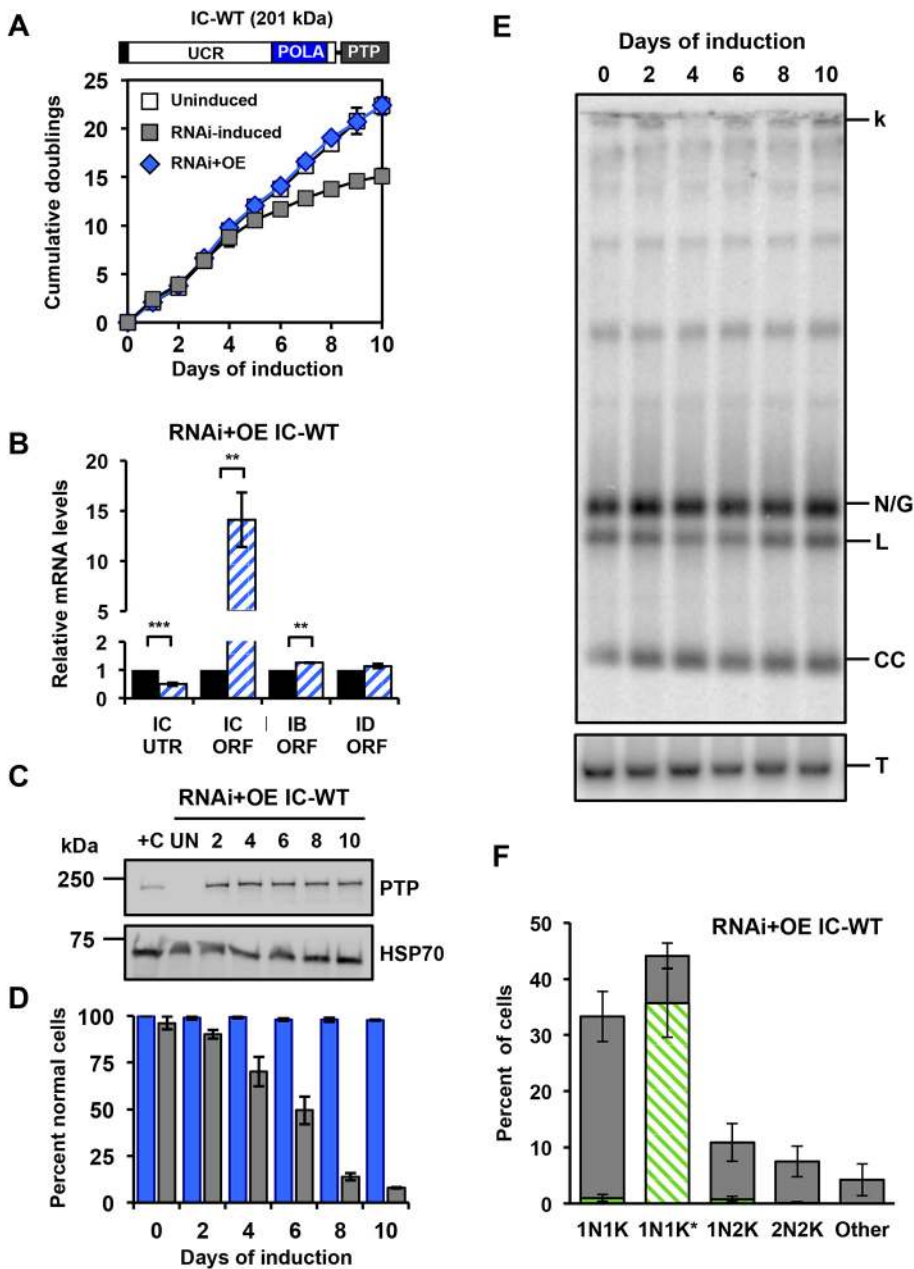 A
IC-WT (201 kDa)
UCR POLA PTP
25
20
15
10
5
0
Uninduced
RNAi-induced
RNAi+OE
Cumulative doublings
0 2 4 6 8 10
Days of induction
B
RNAi+OE IC-WT
20
15
10
5
2
1
0
Relative mRNA levels
** 
*** 
**
IC UTR
IC ORF
IB ORF
ID ORF
C
RNAi+OE IC-WT
kDa
+C UN 2 4 6 8 10
250
PTP
75
HSP70
D
100
75
50
25
0
Percent normal cells
0 2 4 6 8 10
Days of induction
E
Days of induction
0 2 4 6 8 10
k
N/G
L
CC
T
F
RNAi+OE IC-WT
50
40
30
20
10
0
Percent of cells
1N1K 1N1K* 1N2K 2N2K Other